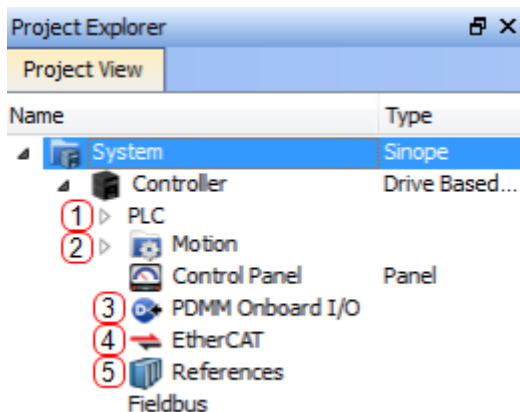 Project Explorer
Project View
Name Type
System Sinope
Controller Drive Based...
1 PLC
2 Motion
Control Panel Panel
3 PDMM Onboard I/O
4 EtherCAT
5 References
Fieldbus